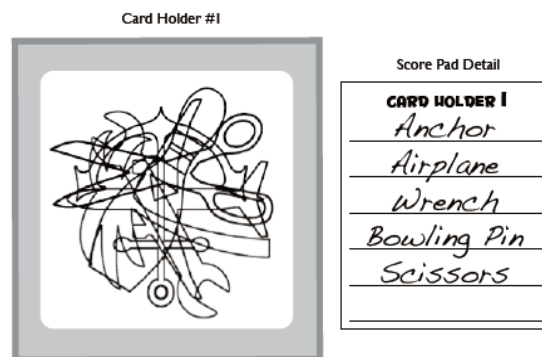 Card Holder #1
Score Pad Detail
CARD HOLDER 1
Anchor
Airplane
Wrench
Bowling Pin
Scissors